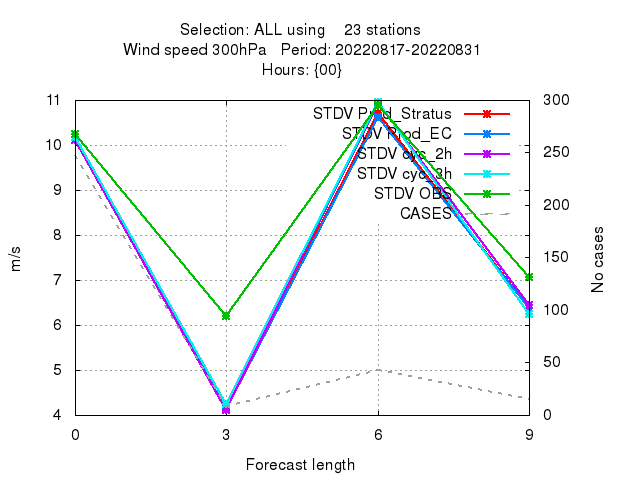 Selection: ALL using 23 stations
Wind speed 300hPa Period: 20220817-20220831
Hours: {00}
11
10
9
8
7
6
5
4
m/s
300
250
200
150
100
50
0
No cases
STDV Prod_Stratus
STDV Prod_EC
STDV cyc_2h
STDV cyc_3h
STDV OBS
CASES
0 3 6 9
Forecast length